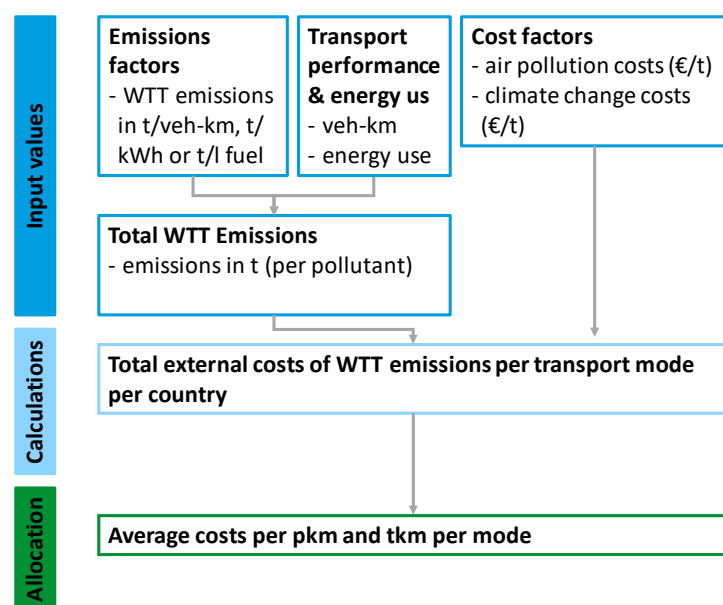 Input values
Emissions
factors
- WTT emissions
in t/veh-km, t/
kWh or t/l fuel
Transport
performance
& energy us
- veh-km
- energy use
Cost factors
- air pollution costs (€/t)
- climate change costs
(€/t)
Total WTT Emissions
- emissions in t (per pollutant)
Calculations
Total external costs of WTT emissions per transport mode
per country
Allocation
Average costs per pkm and tkm per mode